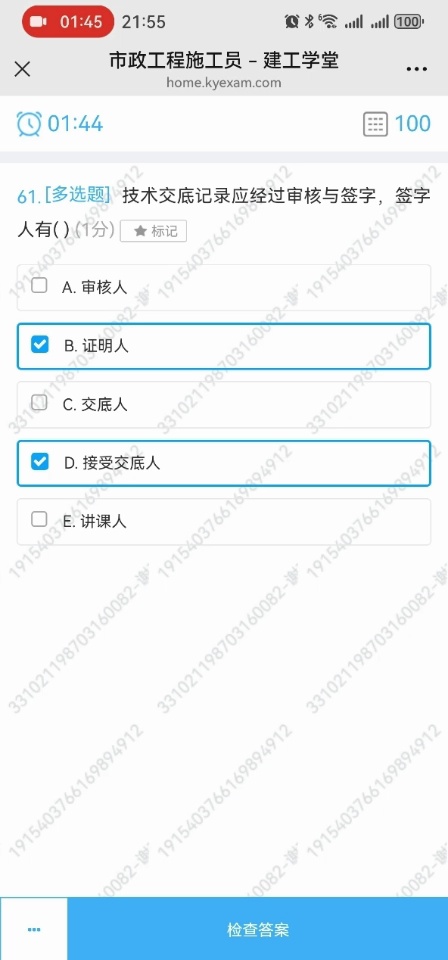 01:45 21:55 100
市政工程施工员 – 建工学堂
home.kyexam.com
01:44 100
61.[多选题] 技术交底记录应经过审核与签字，签字
人有( ) (1分) 标记
A. 审核人
B. 证明人
C. 交底人
D. 接受交底人
E. 讲课人
191540376616989​4912
331021198703160082-谢
检查答案